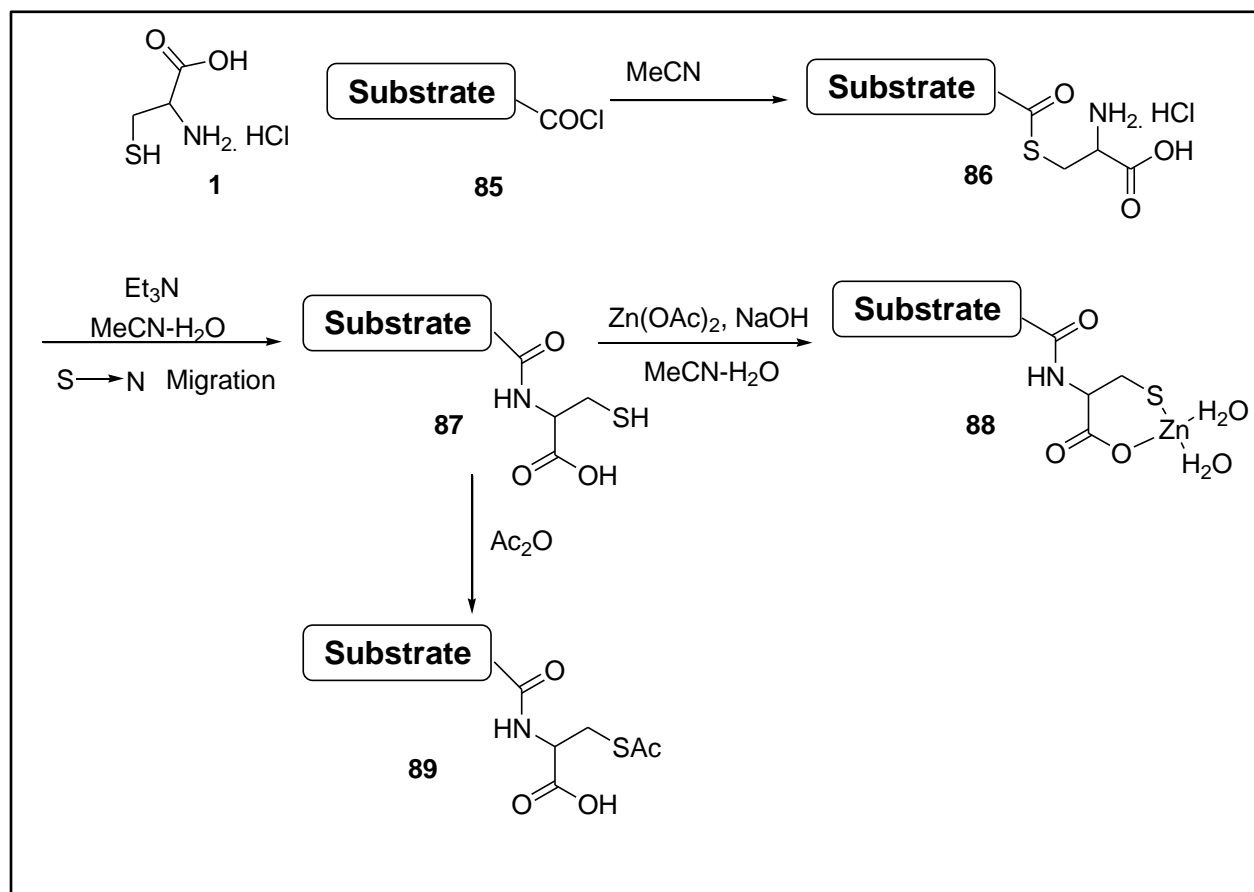 O
OH
NH2. HCl
SH
1
Substrate
COCl
85
MeCN
Substrate
O
NH2. HCl
S
OH
O
86
Et3N
MeCN-H2O
S N Migration
Substrate
O
HN
SH
O OH
87
Zn(OAc)2, NaOH
MeCN-H2O
Substrate
O
HN
S
H2O
Zn
O O
H2O
88
Ac2O
Substrate
O
HN
SAc
O OH
89